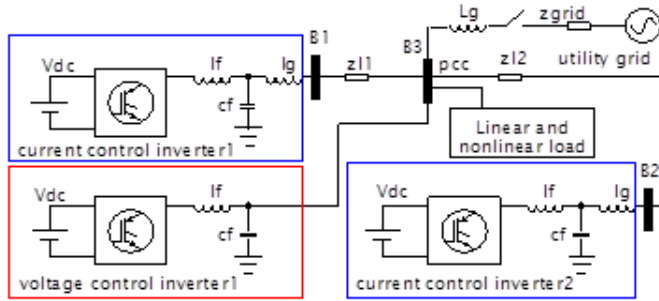 Lg
zgrid
B1
B3
Vdc
lf
lg
zl1
pcc
zl2
utility grid
cf
Linear and
nonlinear load
current control inverter1
Vdc
lf
cf
voltage control inverter1
Vdc
lf
lg
B2
cf
current control inverter2